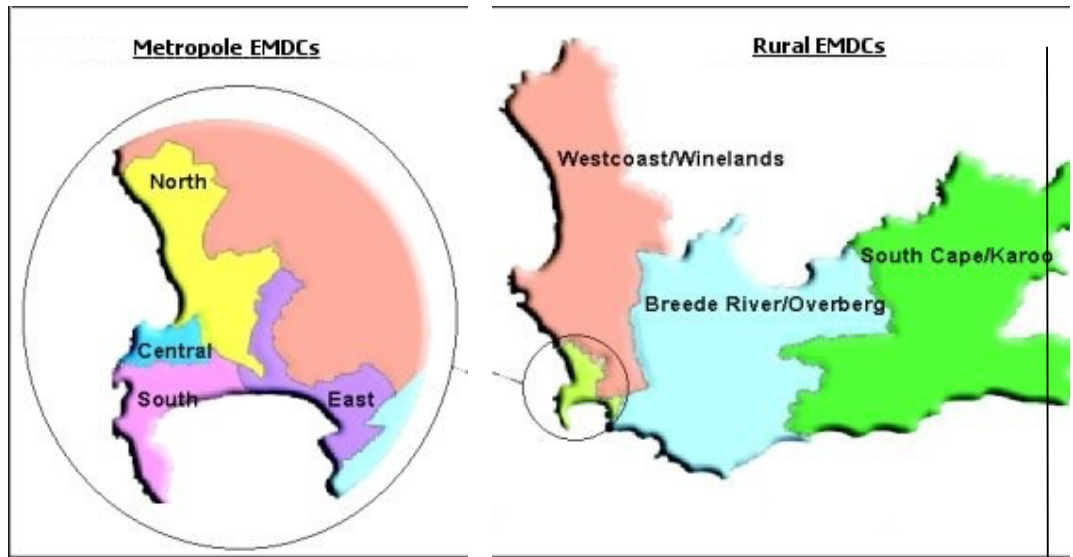 Metropole EMDCs
North
Central
South
East
Rural EMDCs
Westcoast/Winelands
South Cape/Karoo
Breede River/Overberg